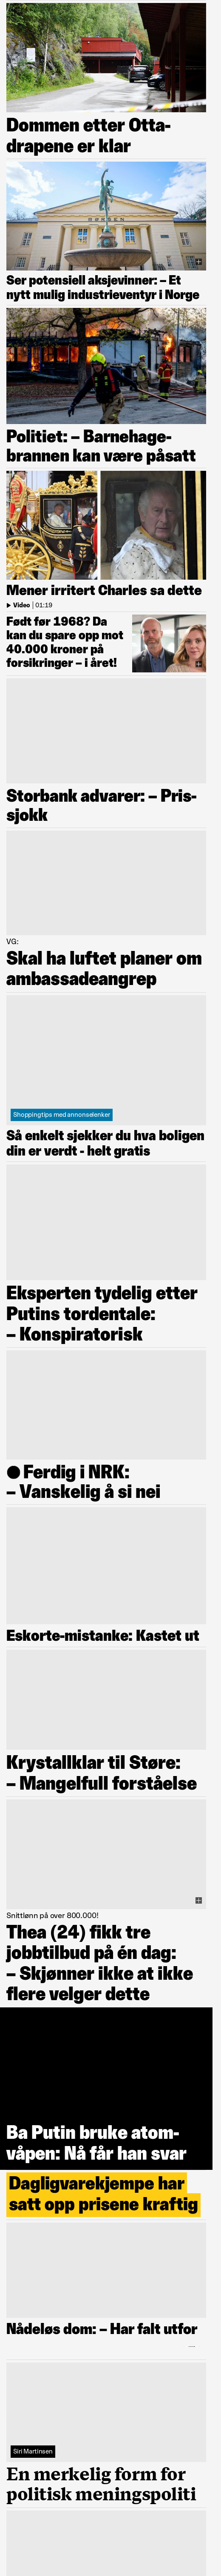 Dommen etter Otta-
drapene er klar
NORGES
Ser potensiell aksjevinner: – Et
nytt mulig industrieventyr i Norge
Politiet: – Barnehage-
brannen kan være påsatt
Mener irritert Charles sa dette
Video | 01:19
Født før 1968? Da
kan du spare opp mot
40.000 kroner på
forsikringer – i året!
Storbank advarer: – Pris-
sjokk
VG:
Skal ha luftet planer om
ambassadeangrep
Shoppingtips med annonselenker
Så enkelt sjekker du hva boligen
din er verdt - helt gratis
Eksperten tydelig etter
Putins tordentale:
– Konspiratorisk
Ferdig i NRK:
– Vanskelig å si nei
Eskorte-mistanke: Kastet ut
Krystallklar til Støre:
– Mangelfull forståelse
Snittlønn på over 800.000!
Thea (24) fikk tre
jobbtilbud på én dag:
– Skjønner ikke at ikke
flere velger dette
Ba Putin bruke atom-
våpen: Nå får han svar
Dagligvarekjempe har
satt opp prisene kraftig
Nådeløs dom: – Har falt utfor
Siri Martinsen
En merkelig form for
politisk meningspoliti